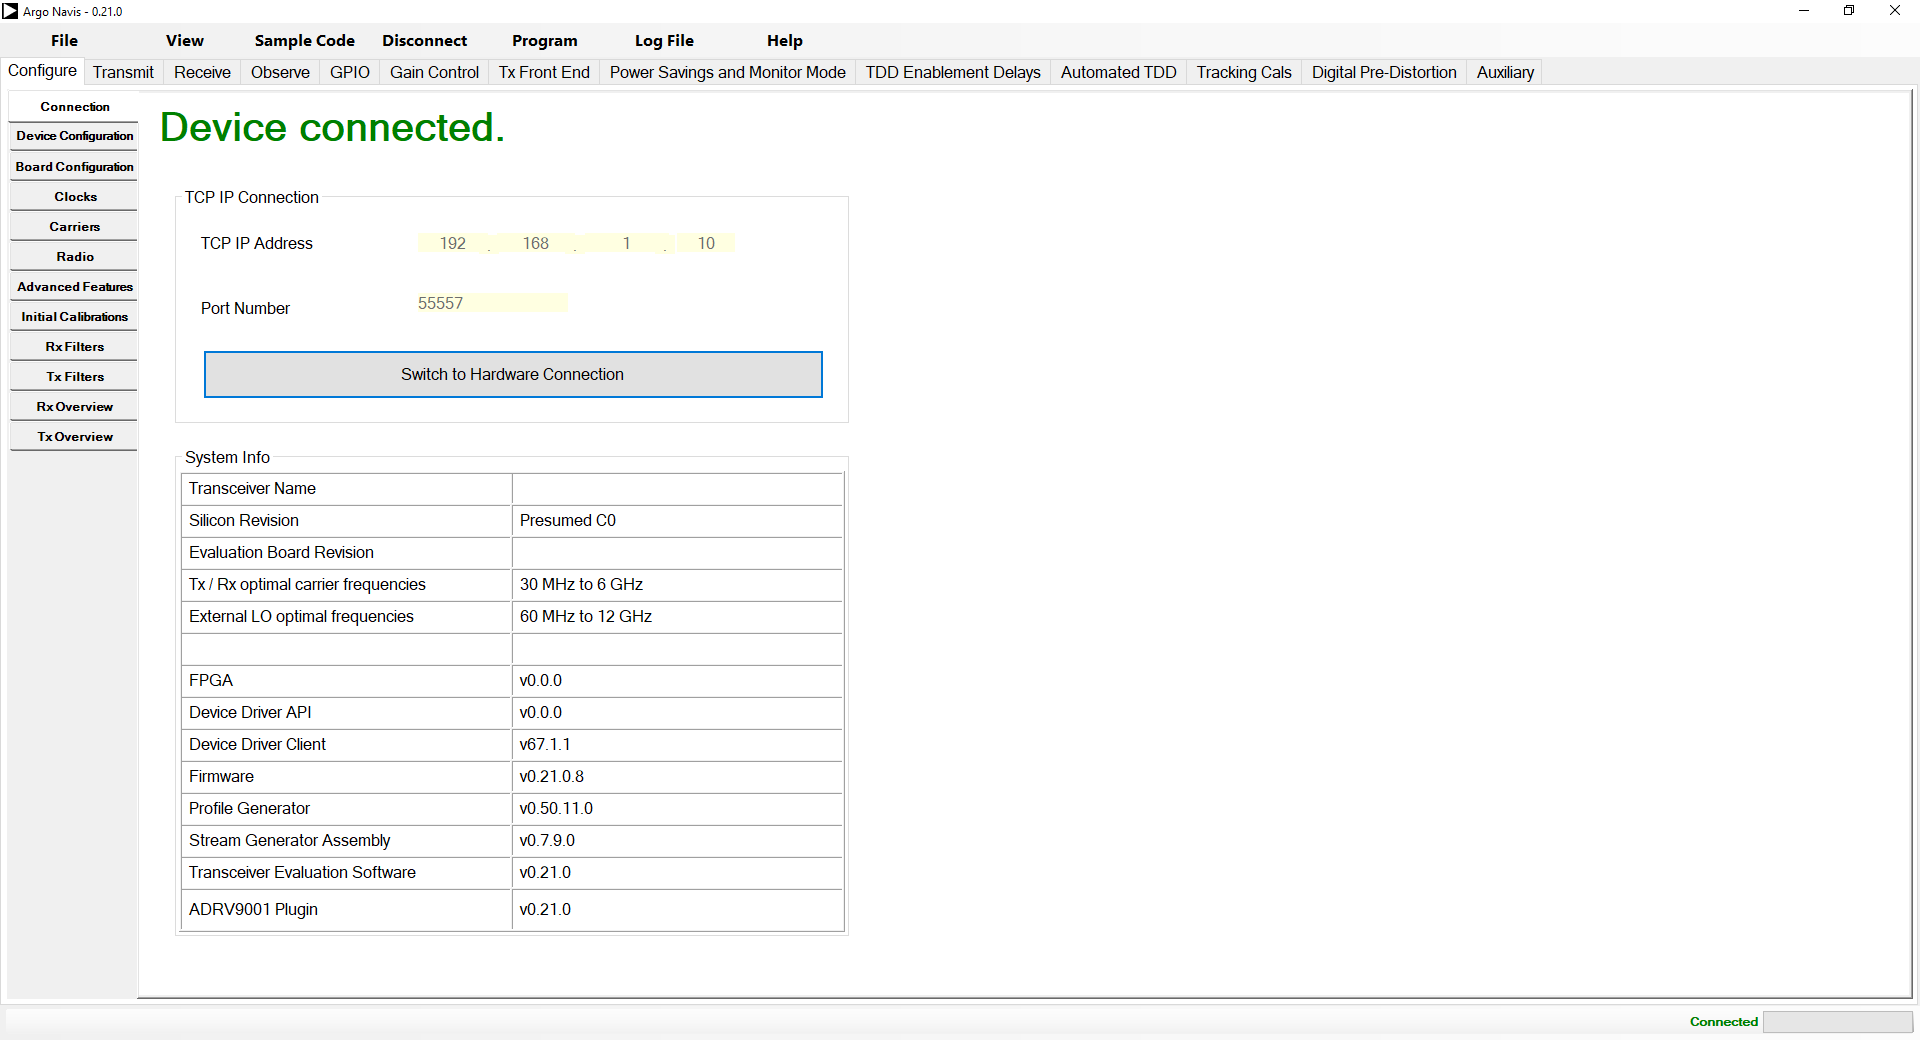 Argo Navis - 0.21.0
File View Sample Code Disconnect Program Log File Help
Configure Transmit Receive Observe GPIO Gain Control Tx Front End Power Savings and Monitor Mode TDD Enablement Delays Automated TDD Tracking Cals Digital Pre-Distortion Auxiliary
Connection
Device Configuration
Board Configuration
Clocks
Carriers
Radio
Advanced Features
Initial Calibrations
Rx Filters
Tx Filters
Rx Overview
Tx Overview
Device connected.
TCP IP Connection
TCP IP Address 192 . 168 . 1 . 10
Port Number 55557
Switch to Hardware Connection
System Info
Transceiver Name
Silicon Revision Presumed C0
Evaluation Board Revision
Tx / Rx optimal carrier frequencies 30 MHz to 6 GHz
External LO optimal frequencies 60 MHz to 12 GHz
FPGA v0.0.0
Device Driver API v0.0.0
Device Driver Client v67.1.1
Firmware v0.21.0.8
Profile Generator v0.50.11.0
Stream Generator Assembly v0.7.9.0
Transceiver Evaluation Software v0.21.0
ADRV9001 Plugin v0.21.0
Connected